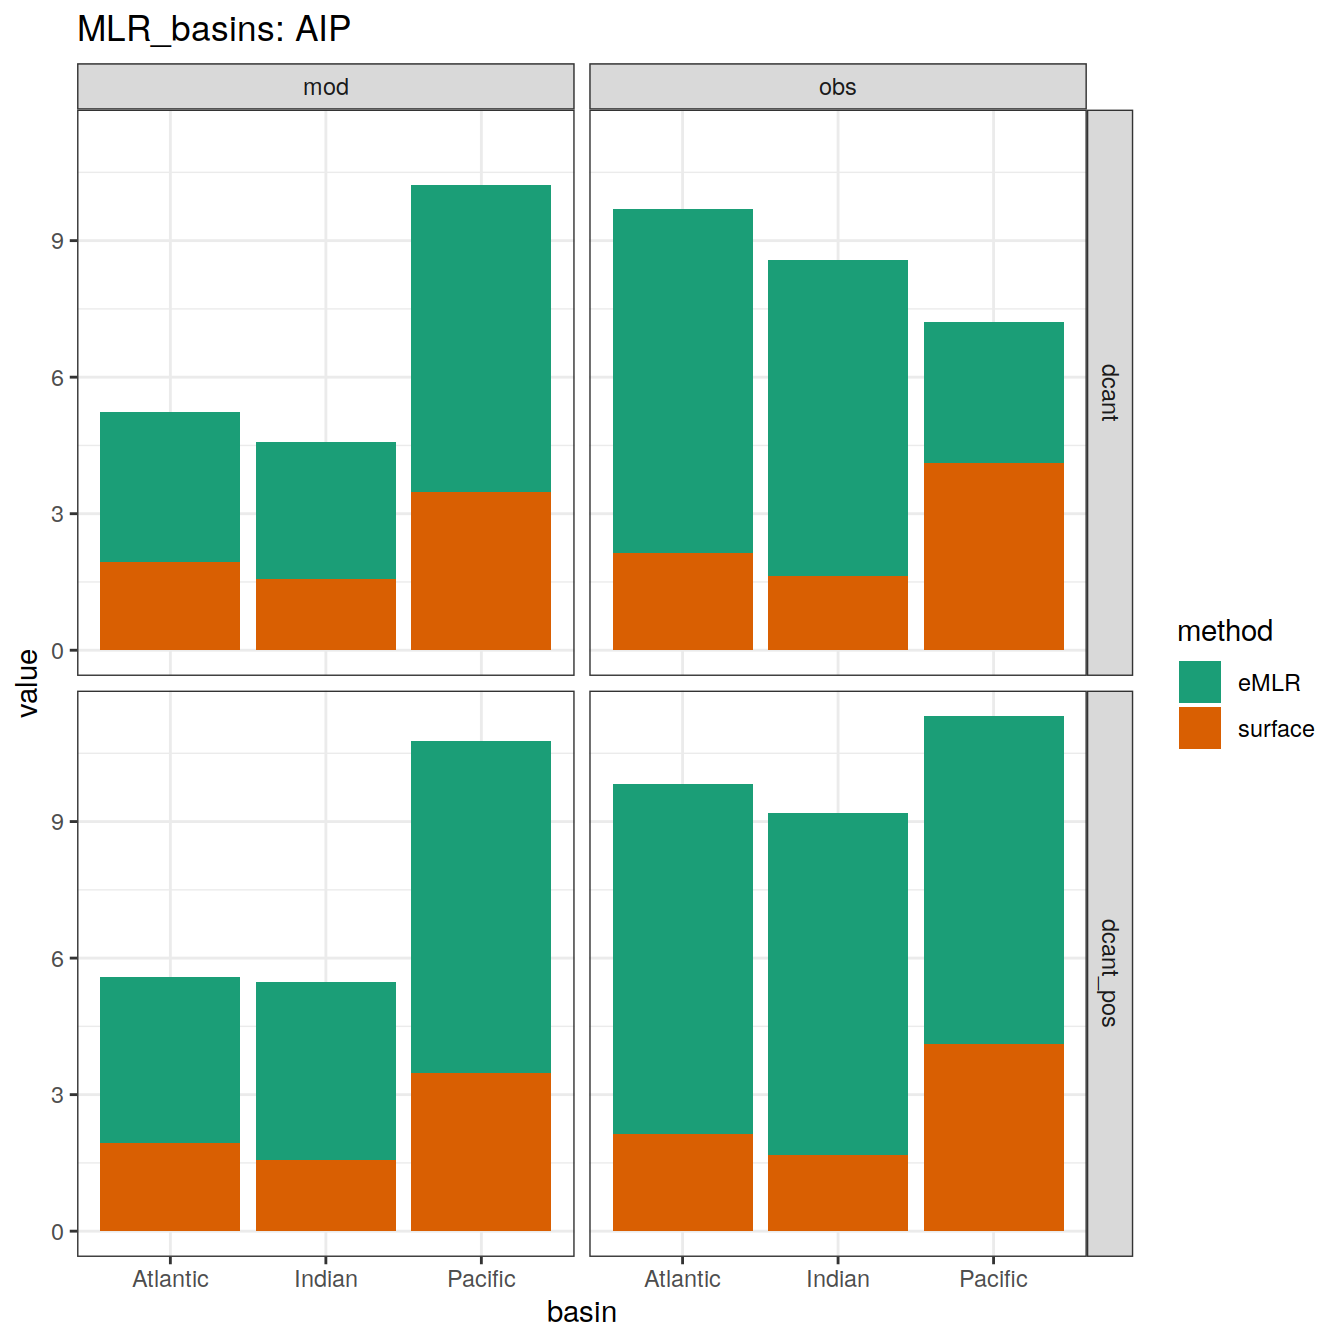 MLR_basins: AIP
mod
obs
9
6
3
0
dcant
9
6
3
0
dcant_pos
value
Atlantic
Indian
Pacific
Atlantic
Indian
Pacific
basin
method
eMLR
surface